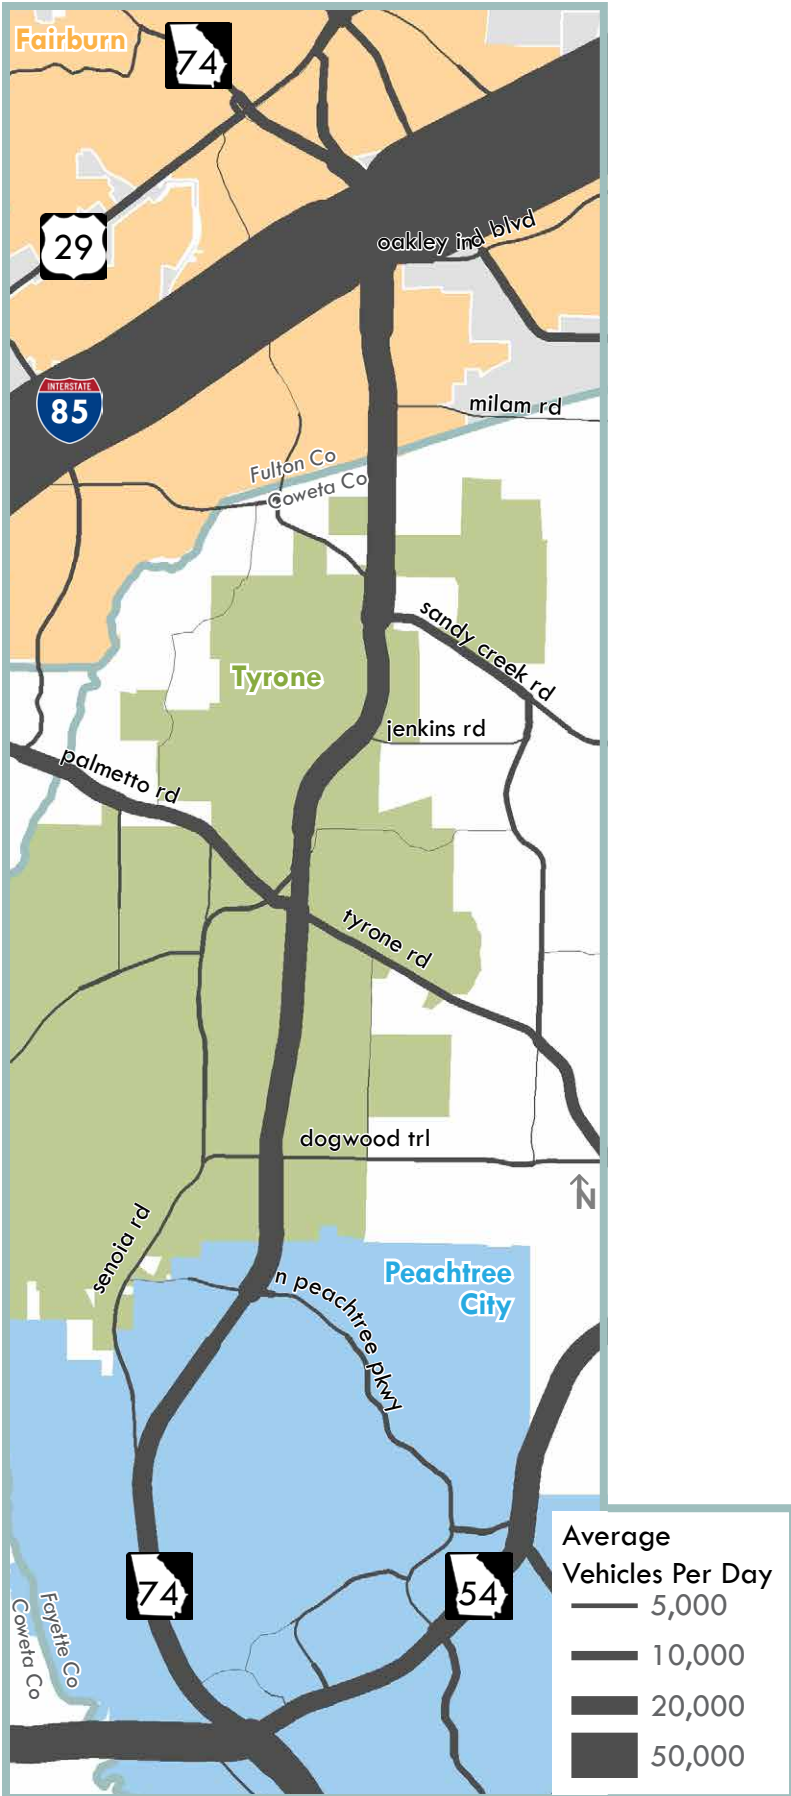 Fairburn
74
29
oakley ind blvd
INTERSTATE
85
milam rd
Fulton Co
Coweta Co
sandy creek rd
Tyrone
jenkins rd
palmetto rd
tyrone rd
dogwood trl
N
senoia rd
n peachtree pkwy
Peachtree
City
74
54
Fayette Co
Coweta Co
Average
Vehicles Per Day
5,000
10,000
20,000
50,000